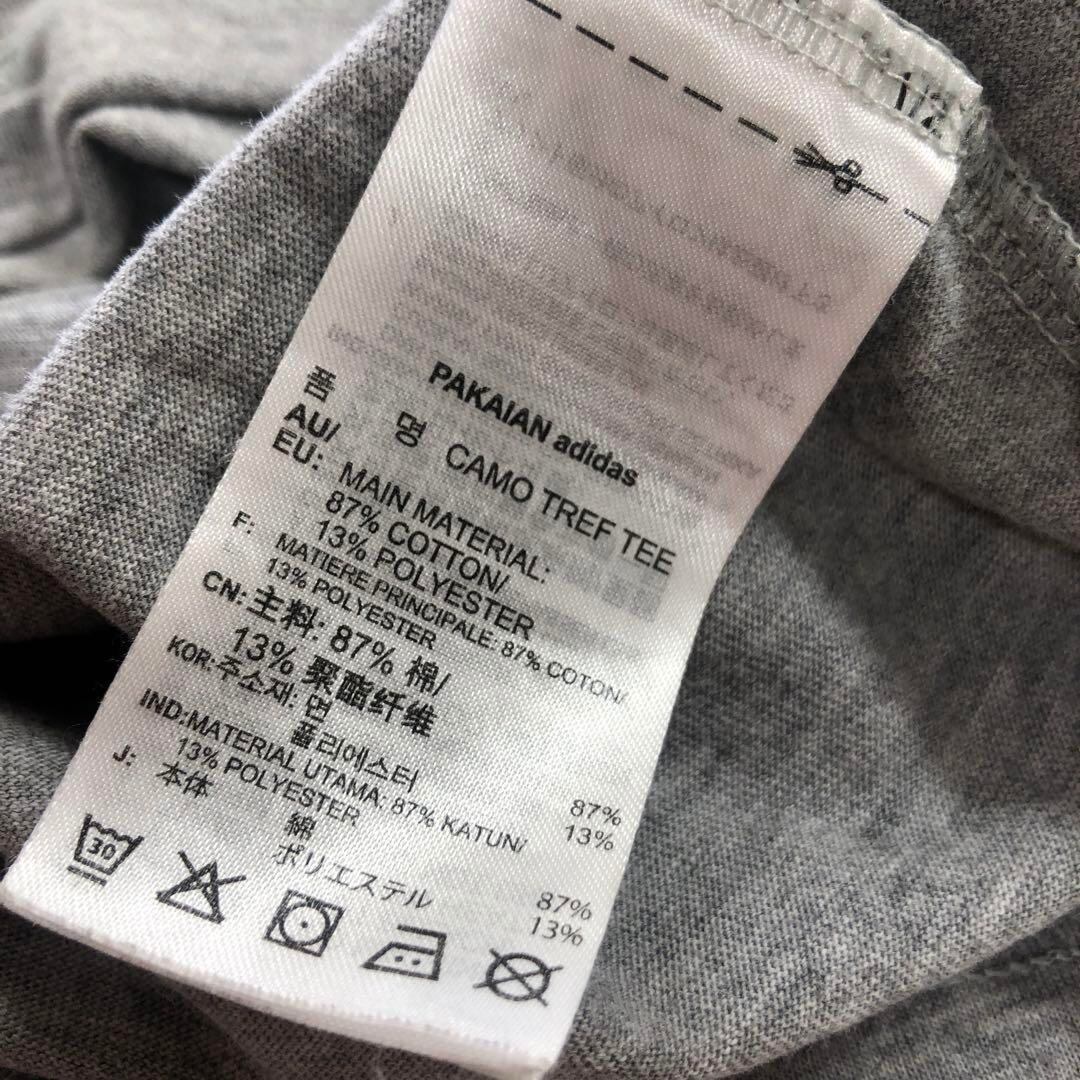 1/2
PAKAIAN adidas
품 명 CAMO TREF TEE
AU/
EU: MAIN MATERIAL:
87% COTTON/
13% POLYESTER
F: MATIERE PRINCIPALE: 87% COTON/
13% POLYESTER
CN: 主料: 87% 棉/
13% 聚酯纤维
KOR: 주소재: 면 87%
폴리에스터 13%
IND: MATERIAL UTAMA: 87% KATUN/
13% POLYESTER
J: 本体
綿 87%
ポリエステル 13%
30